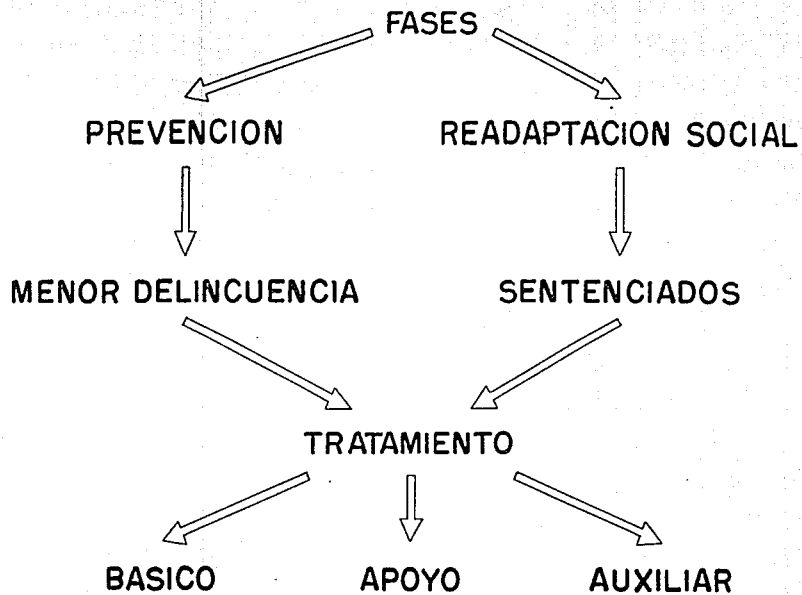 FASES
PREVENCION
READAPTACION SOCIAL
MENOR DELINCUENCIA
SENTENCIADOS
TRATAMIENTO
BASICO
APOYO
AUXILIAR